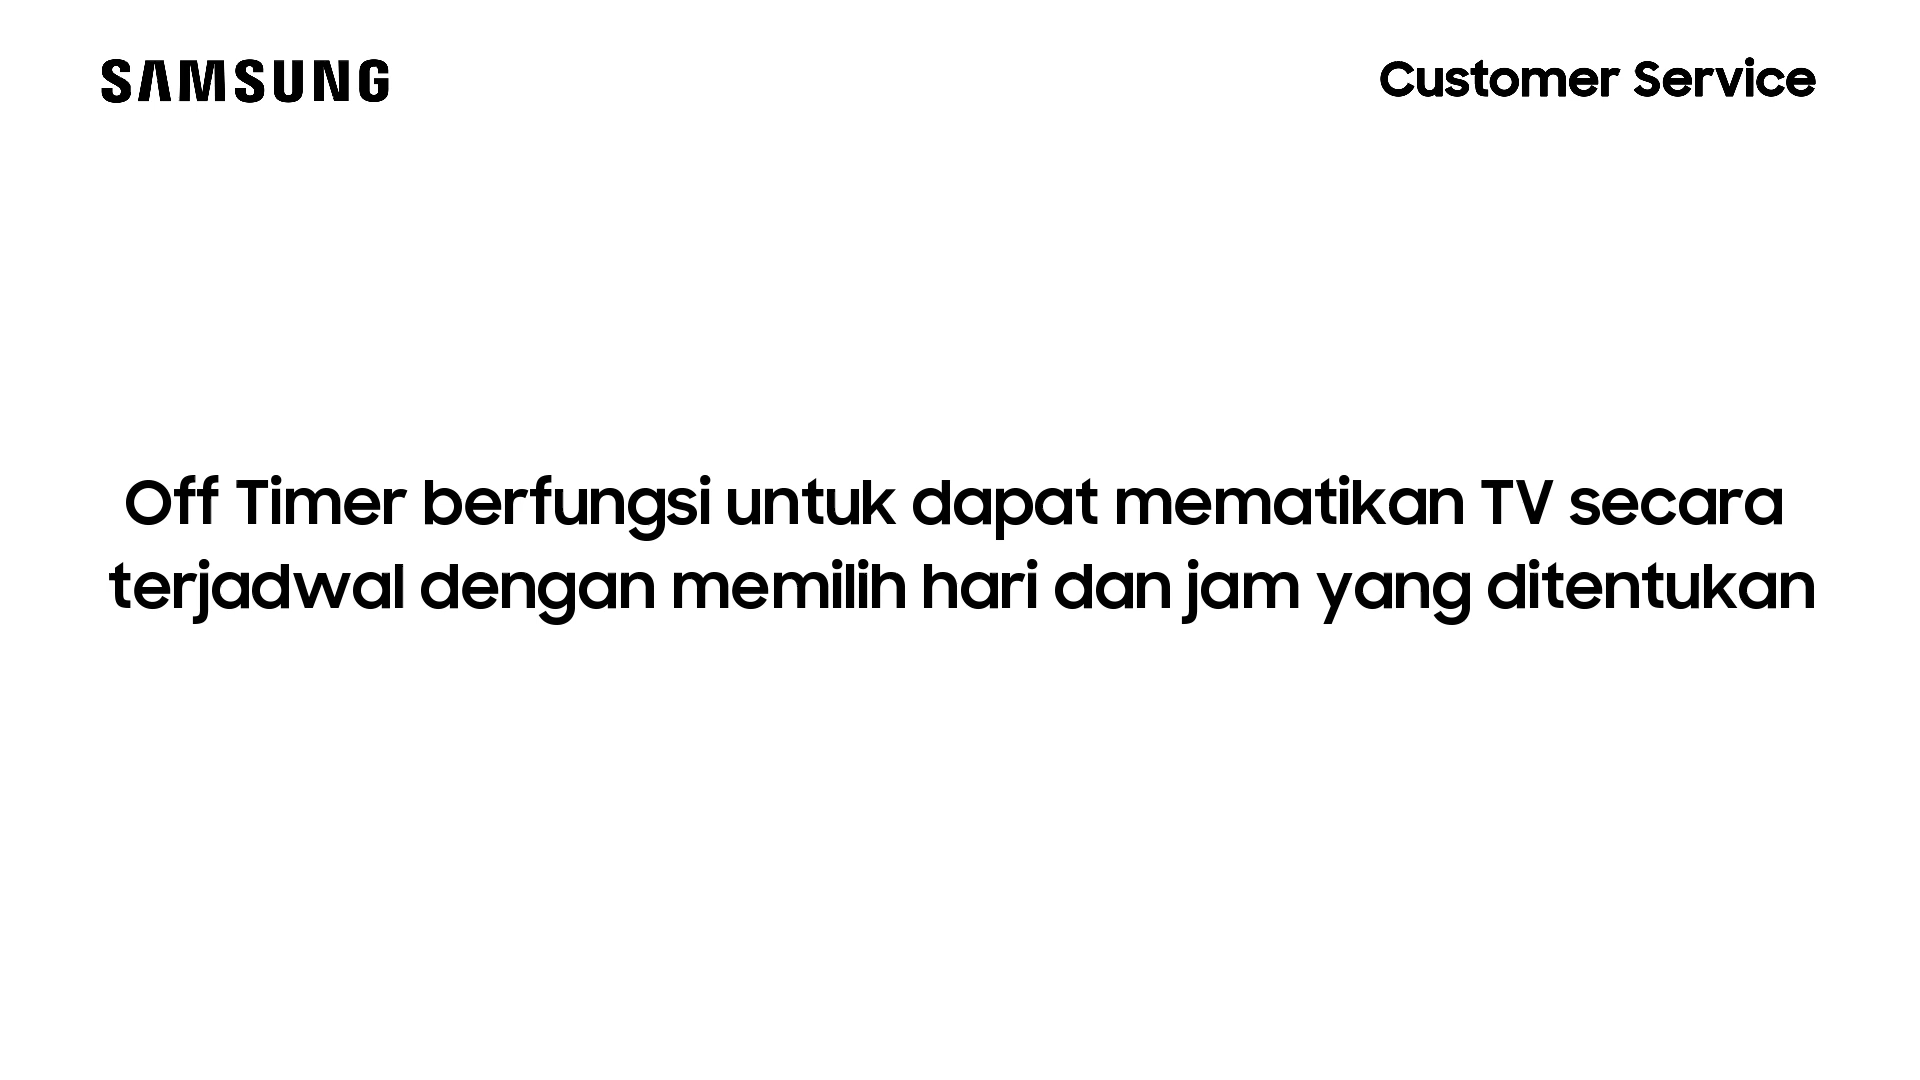 SAMSUNG
Customer Service
Off Timer berfungsi untuk dapat mematikan TV secara
terjadwal dengan memilih hari dan jam yang ditentukan